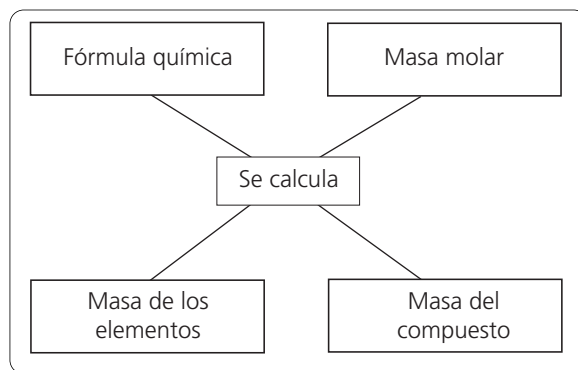 Fórmula química
Masa molar
Se calcula
Masa de los
elementos
Masa del
compuesto